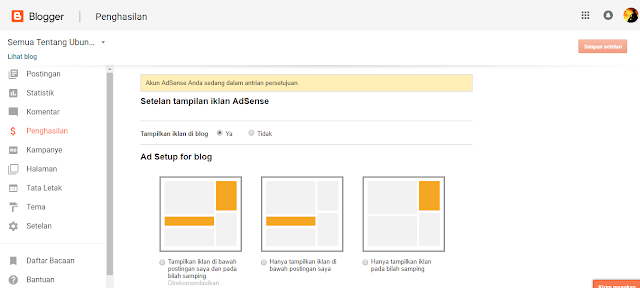 Blogger
Penghasilan
Semua Tentang Ubun...
Simpan setelan
Lihat blog
Postingan
Statistik
Komentar
Penghasilan
Kampanye
Halaman
Tata Letak
Tema
Setelan
Daftar Bacaan
Bantuan
Akun AdSense Anda sedang dalam antrian persetujuan.
Setelan tampilan iklan AdSense
Tampilkan iklan di blog Ya Tidak
Ad Setup for blog
Tampilkan iklan di bawah
postingan saya dan pada
bilah samping
Direkomendasikan
Hanya tampilkan iklan di
bawah postingan saya
Hanya tampilkan iklan
pada bilah samping